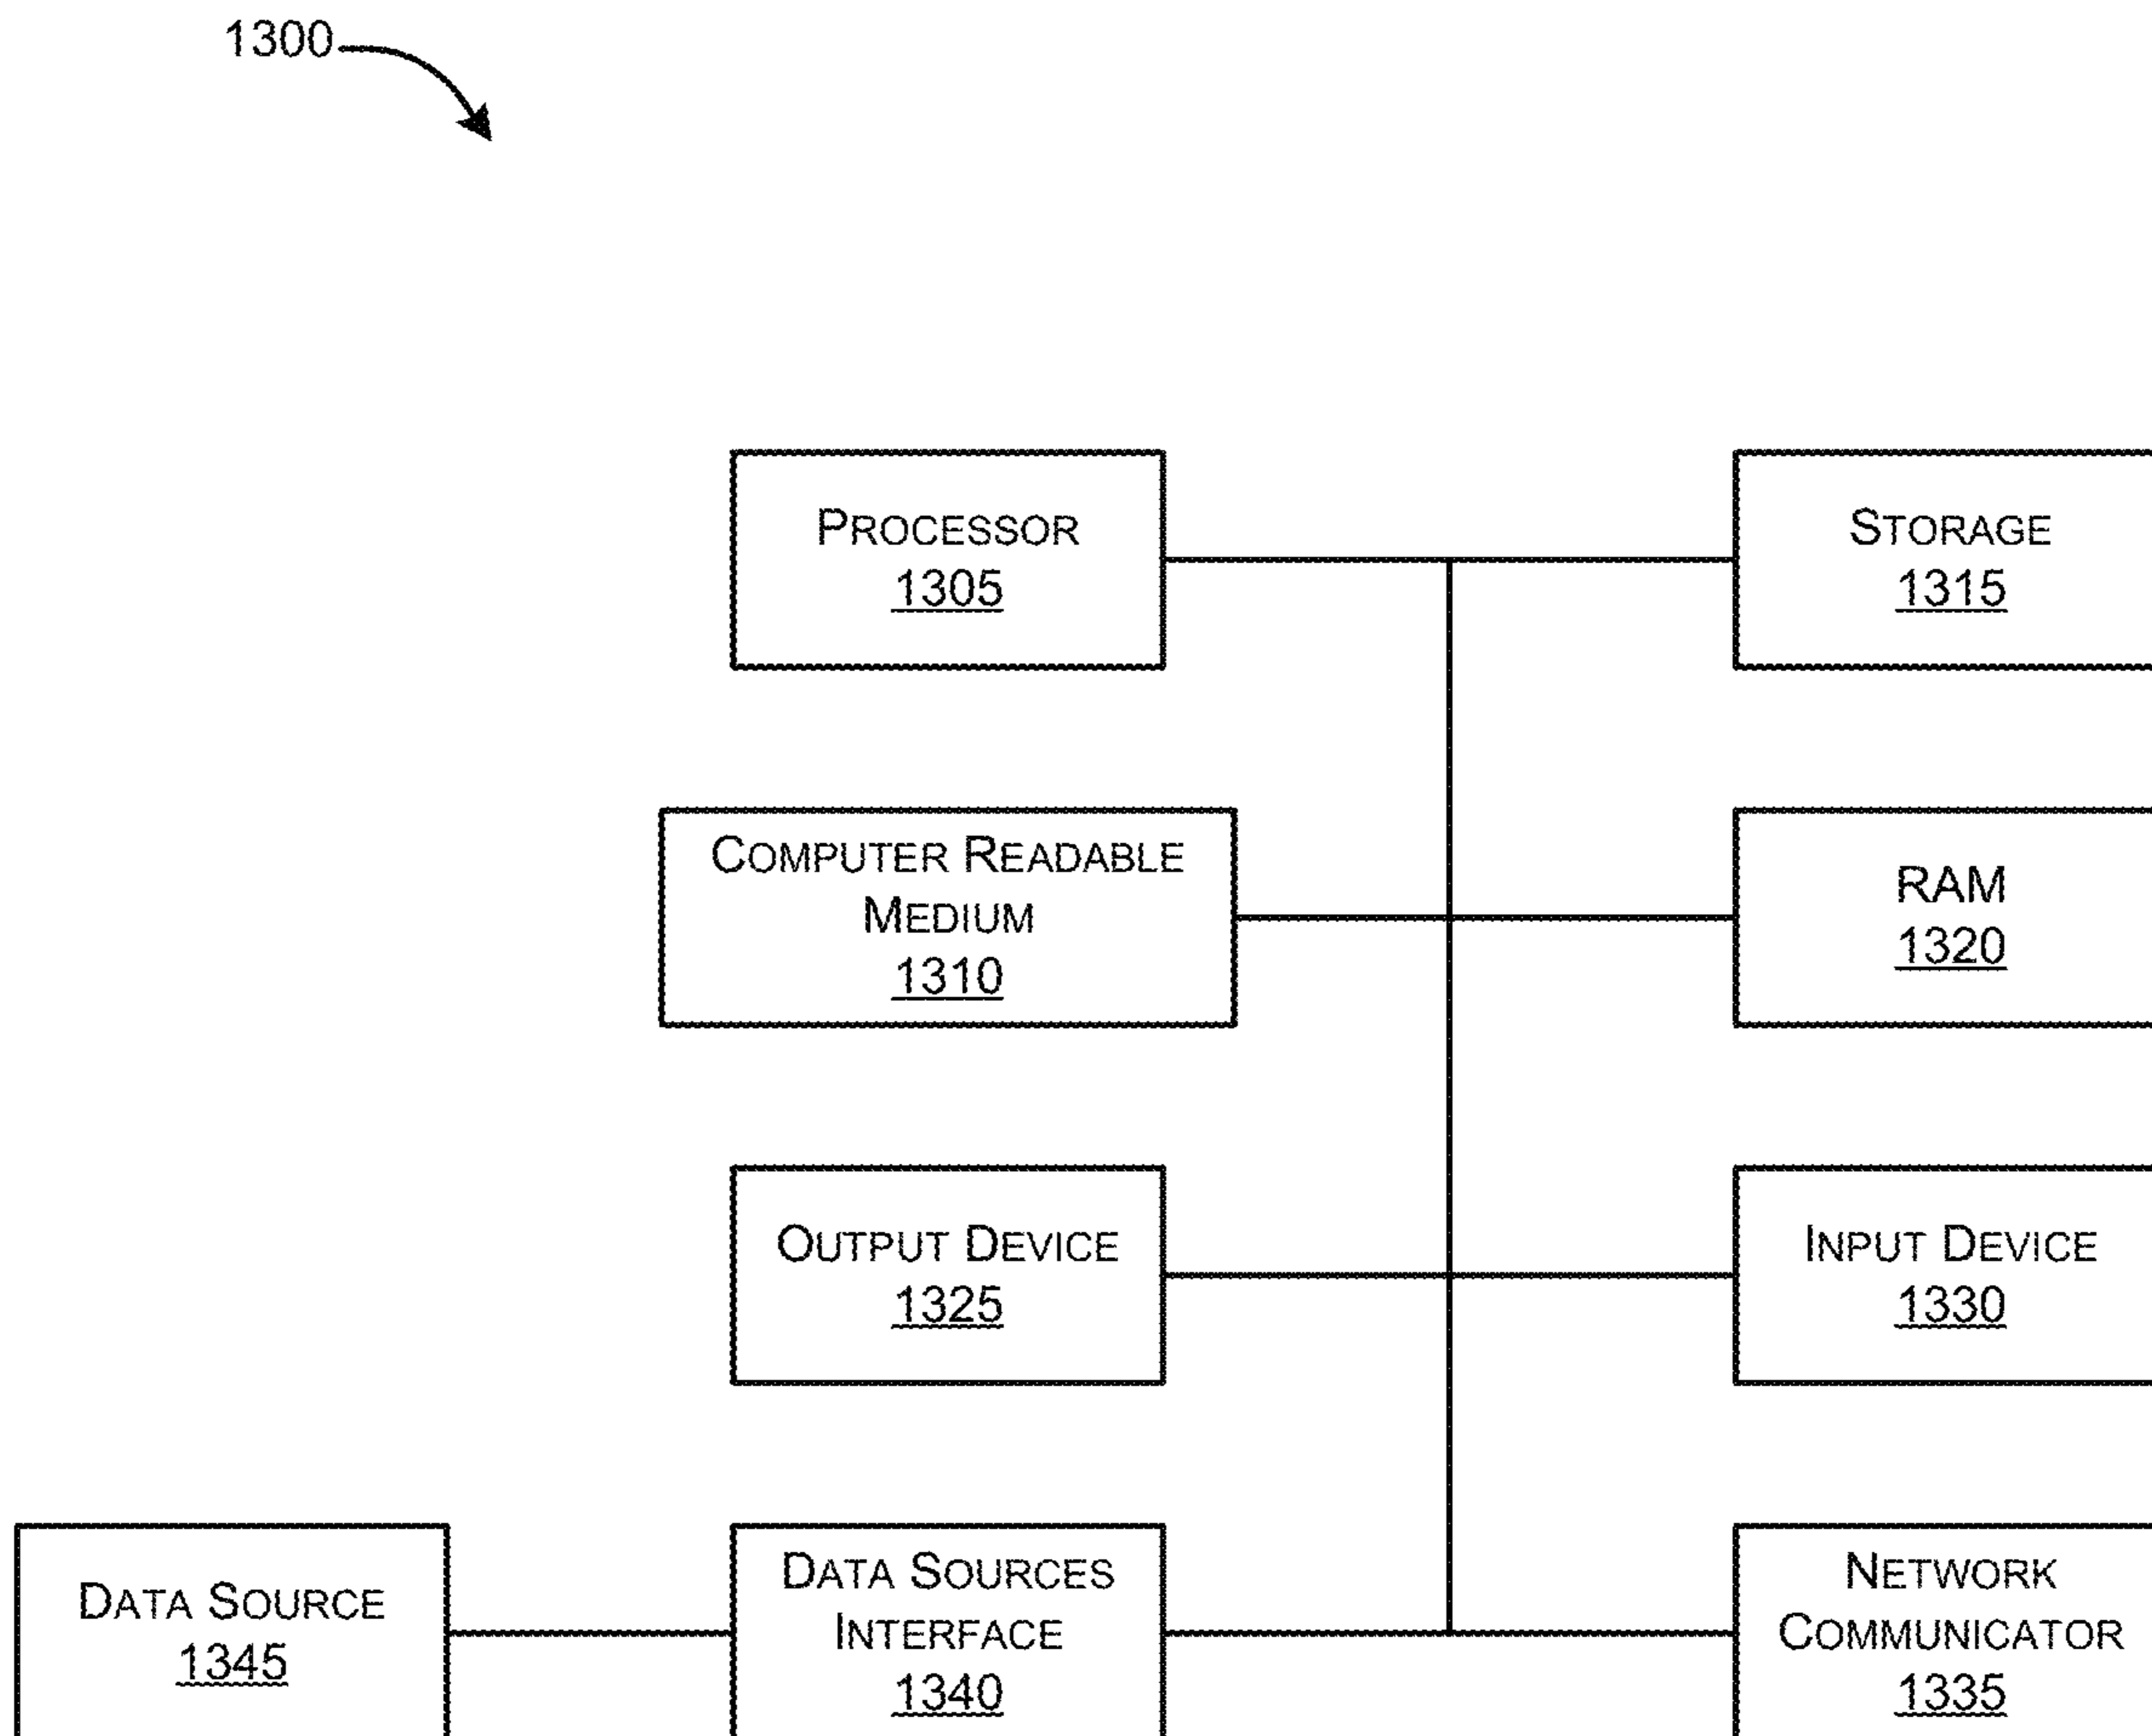 1300
PROCESSOR
1305
STORAGE
1315
COMPUTER READABLE
MEDIUM
1310
RAM
1320
OUTPUT DEVICE
1325
INPUT DEVICE
1330
DATA SOURCE
1345
DATA SOURCES
INTERFACE
1340
NETWORK
COMMUNICATOR
1335